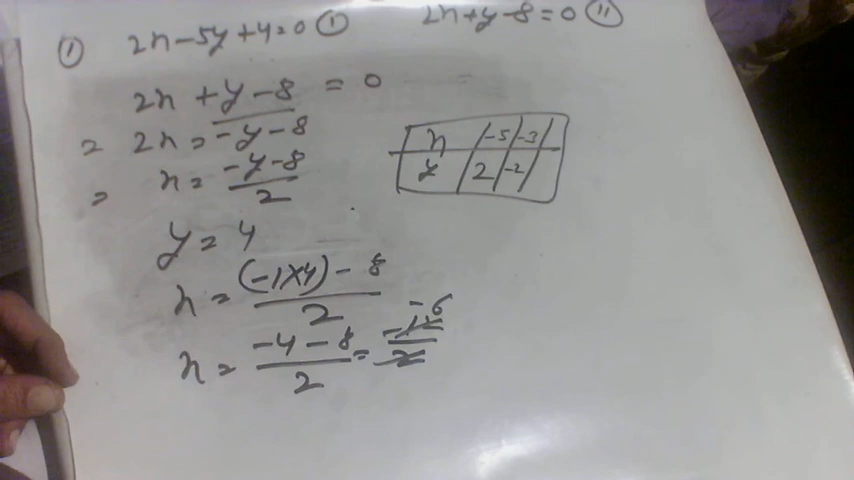 ① 2x-5y+4=0 ① 2x+y-8=0 ⑪
2x+y-8 = 0
= 2x=-y-8
= x= -y-8/2
x | -5 | -3
y | 2 | -2
y = 4
x = (-1×4)-8/2
x = -4-8/2 = -12/2 -6